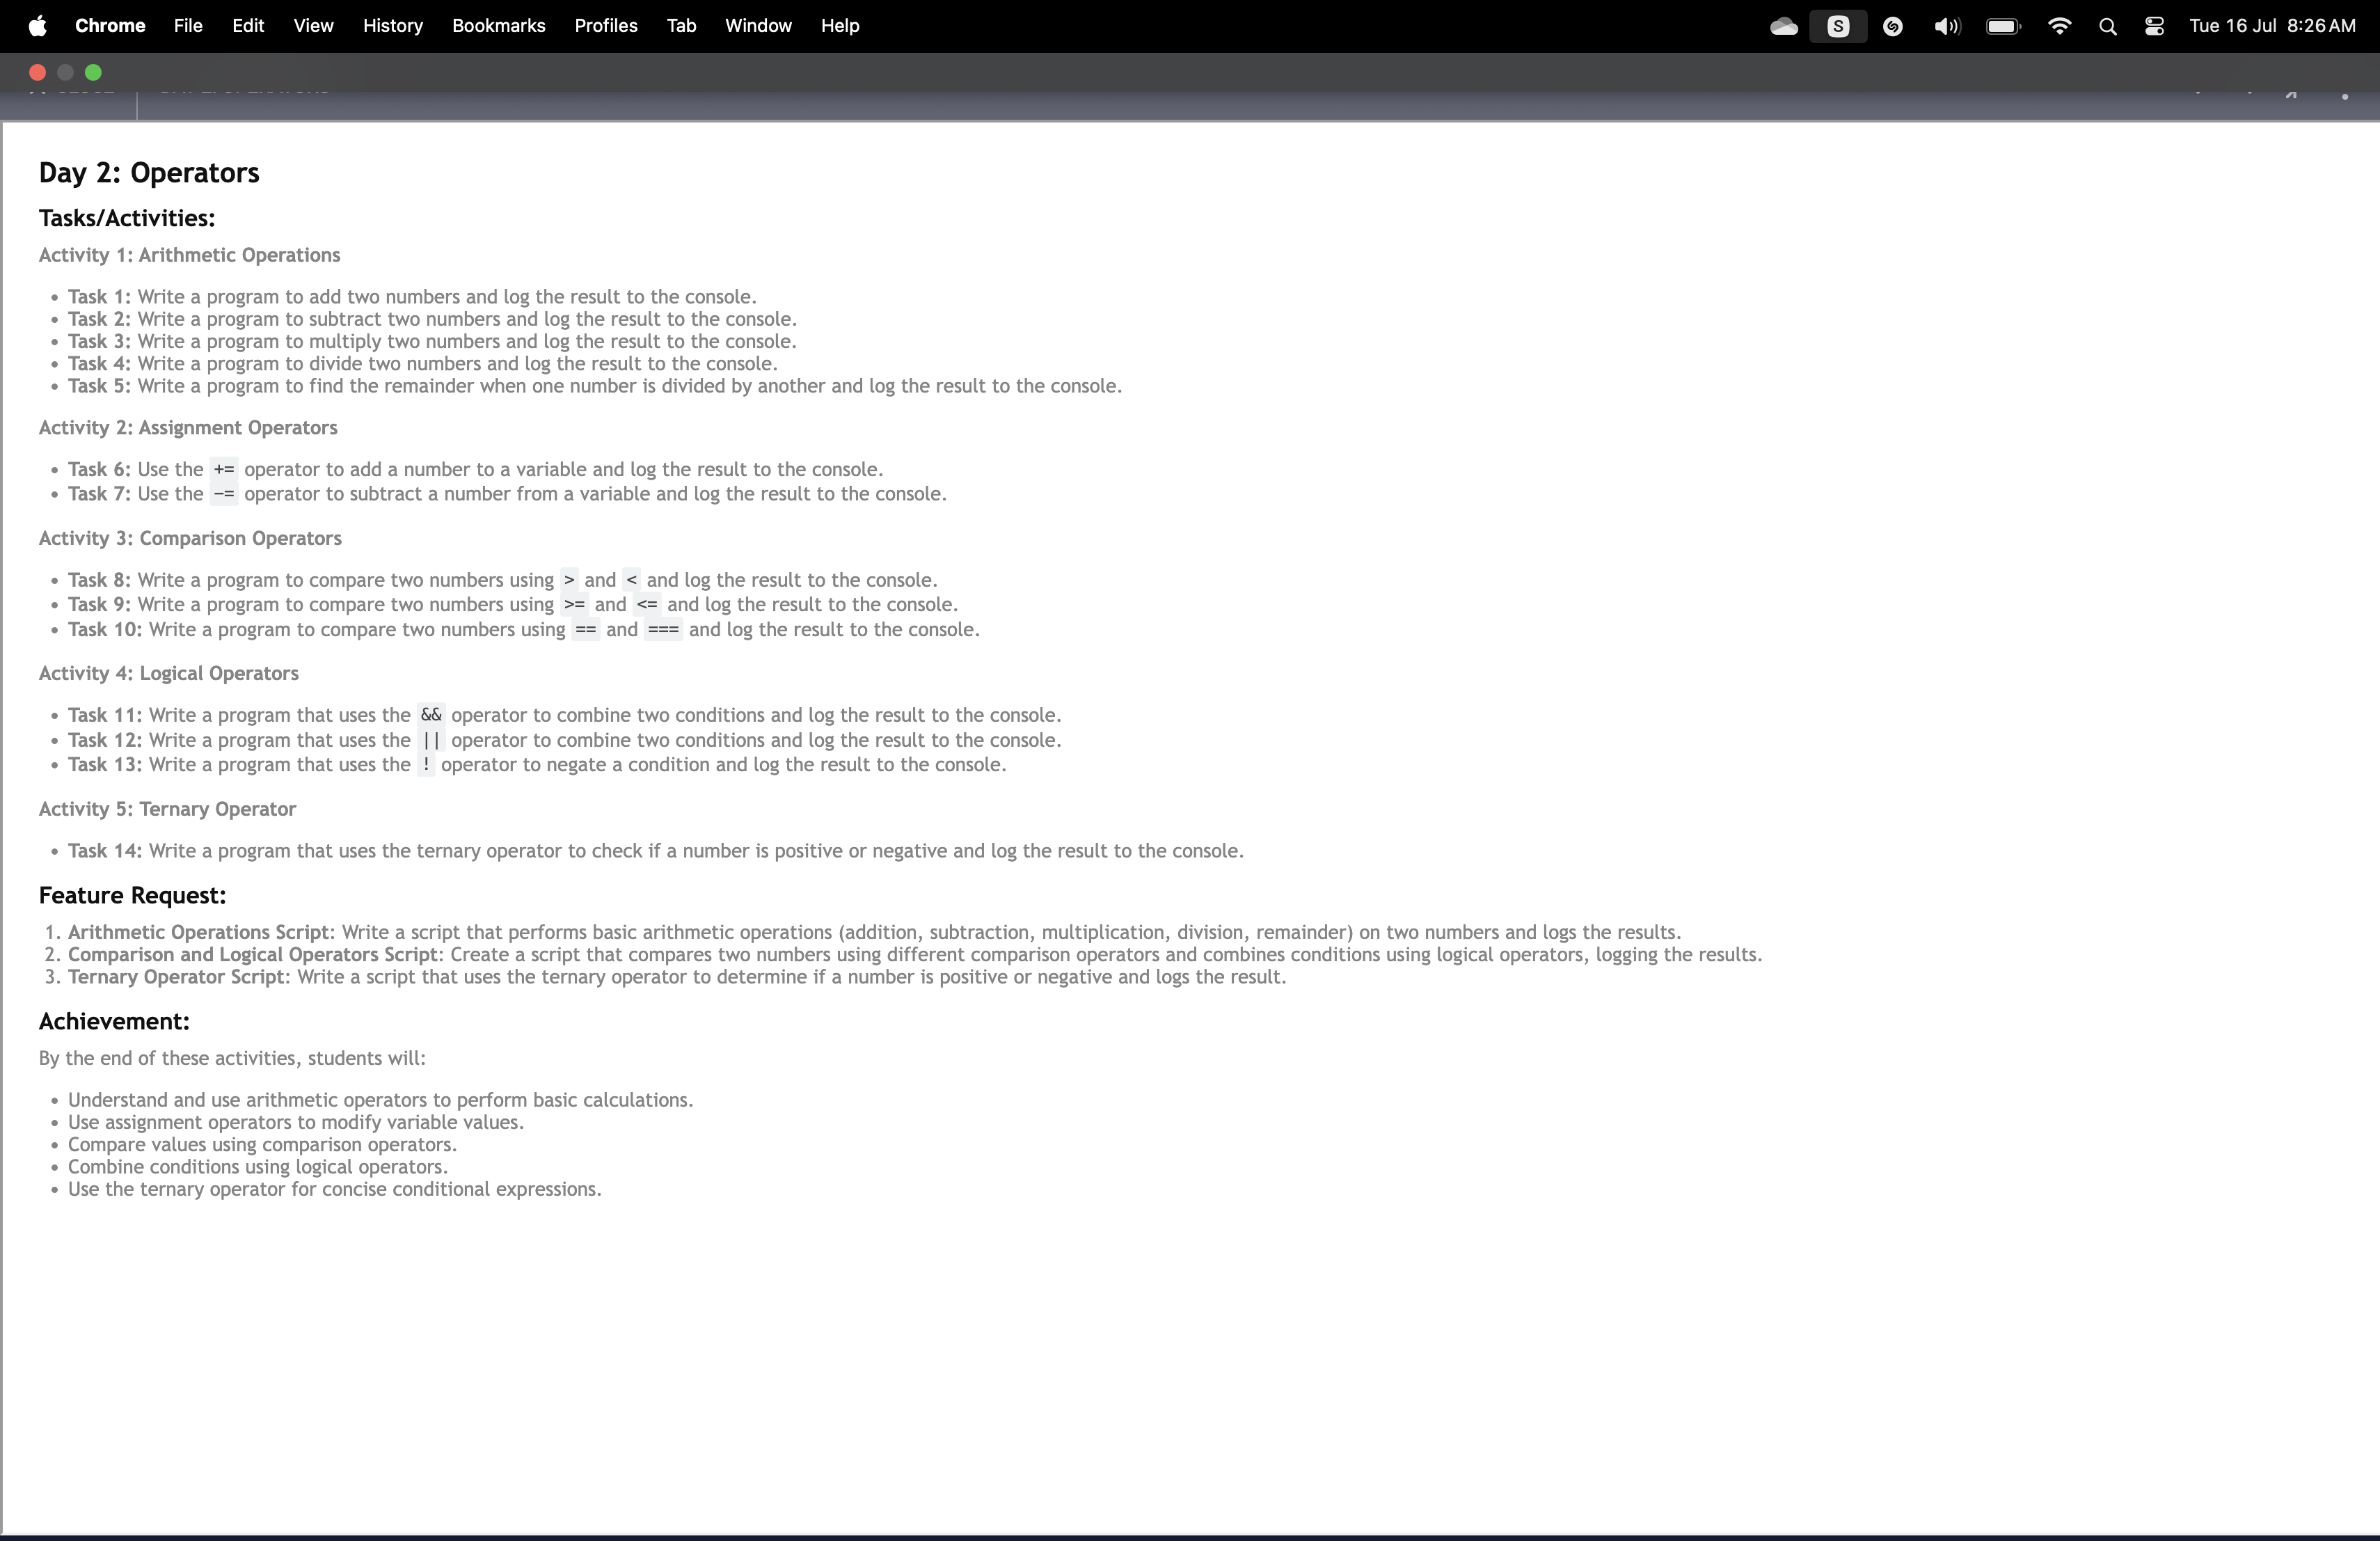 Chrome File Edit View History Bookmarks Profiles Tab Window Help S Tue 16 Jul 8:26 AM
Day 2: Operators
Tasks/Activities:
Activity 1: Arithmetic Operations
• Task 1: Write a program to add two numbers and log the result to the console.
• Task 2: Write a program to subtract two numbers and log the result to the console.
• Task 3: Write a program to multiply two numbers and log the result to the console.
• Task 4: Write a program to divide two numbers and log the result to the console.
• Task 5: Write a program to find the remainder when one number is divided by another and log the result to the console.
Activity 2: Assignment Operators
• Task 6: Use the += operator to add a number to a variable and log the result to the console.
• Task 7: Use the -= operator to subtract a number from a variable and log the result to the console.
Activity 3: Comparison Operators
• Task 8: Write a program to compare two numbers using > and < and log the result to the console.
• Task 9: Write a program to compare two numbers using >= and <= and log the result to the console.
• Task 10: Write a program to compare two numbers using == and === and log the result to the console.
Activity 4: Logical Operators
• Task 11: Write a program that uses the && operator to combine two conditions and log the result to the console.
• Task 12: Write a program that uses the || operator to combine two conditions and log the result to the console.
• Task 13: Write a program that uses the ! operator to negate a condition and log the result to the console.
Activity 5: Ternary Operator
• Task 14: Write a program that uses the ternary operator to check if a number is positive or negative and log the result to the console.
Feature Request:
1. Arithmetic Operations Script: Write a script that performs basic arithmetic operations (addition, subtraction, multiplication, division, remainder) on two numbers and logs the results.
2. Comparison and Logical Operators Script: Create a script that compares two numbers using different comparison operators and combines conditions using logical operators, logging the results.
3. Ternary Operator Script: Write a script that uses the ternary operator to determine if a number is positive or negative and logs the result.
Achievement:
By the end of these activities, students will:
• Understand and use arithmetic operators to perform basic calculations.
• Use assignment operators to modify variable values.
• Compare values using comparison operators.
• Combine conditions using logical operators.
• Use the ternary operator for concise conditional expressions.